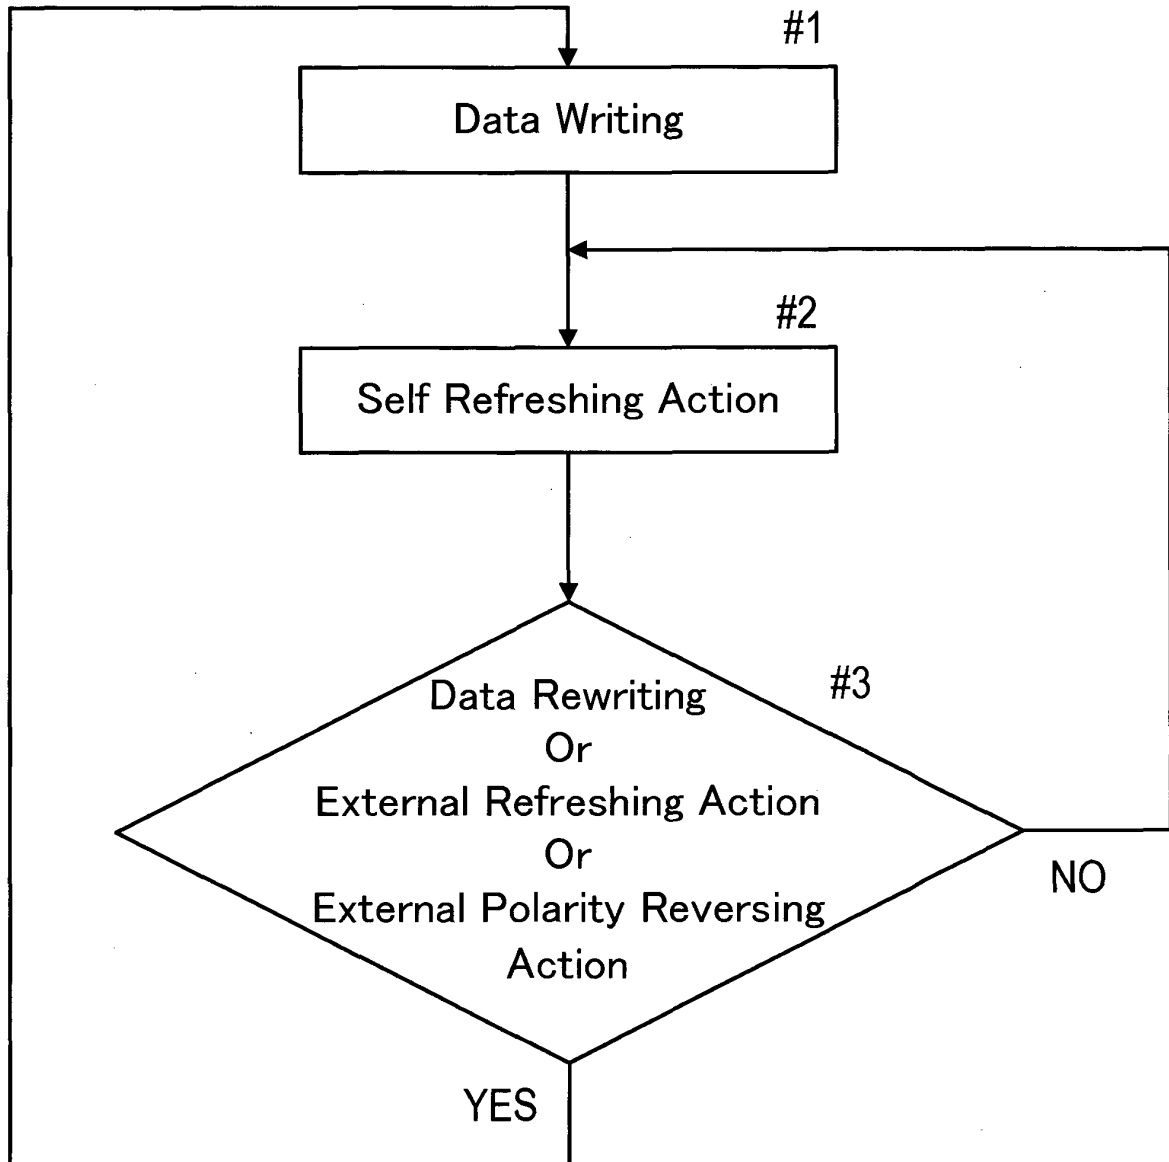 #1
Data Writing
#2
Self Refreshing Action
#3
Data Rewriting
Or
External Refreshing Action
Or
External Polarity Reversing
Action
NO
YES